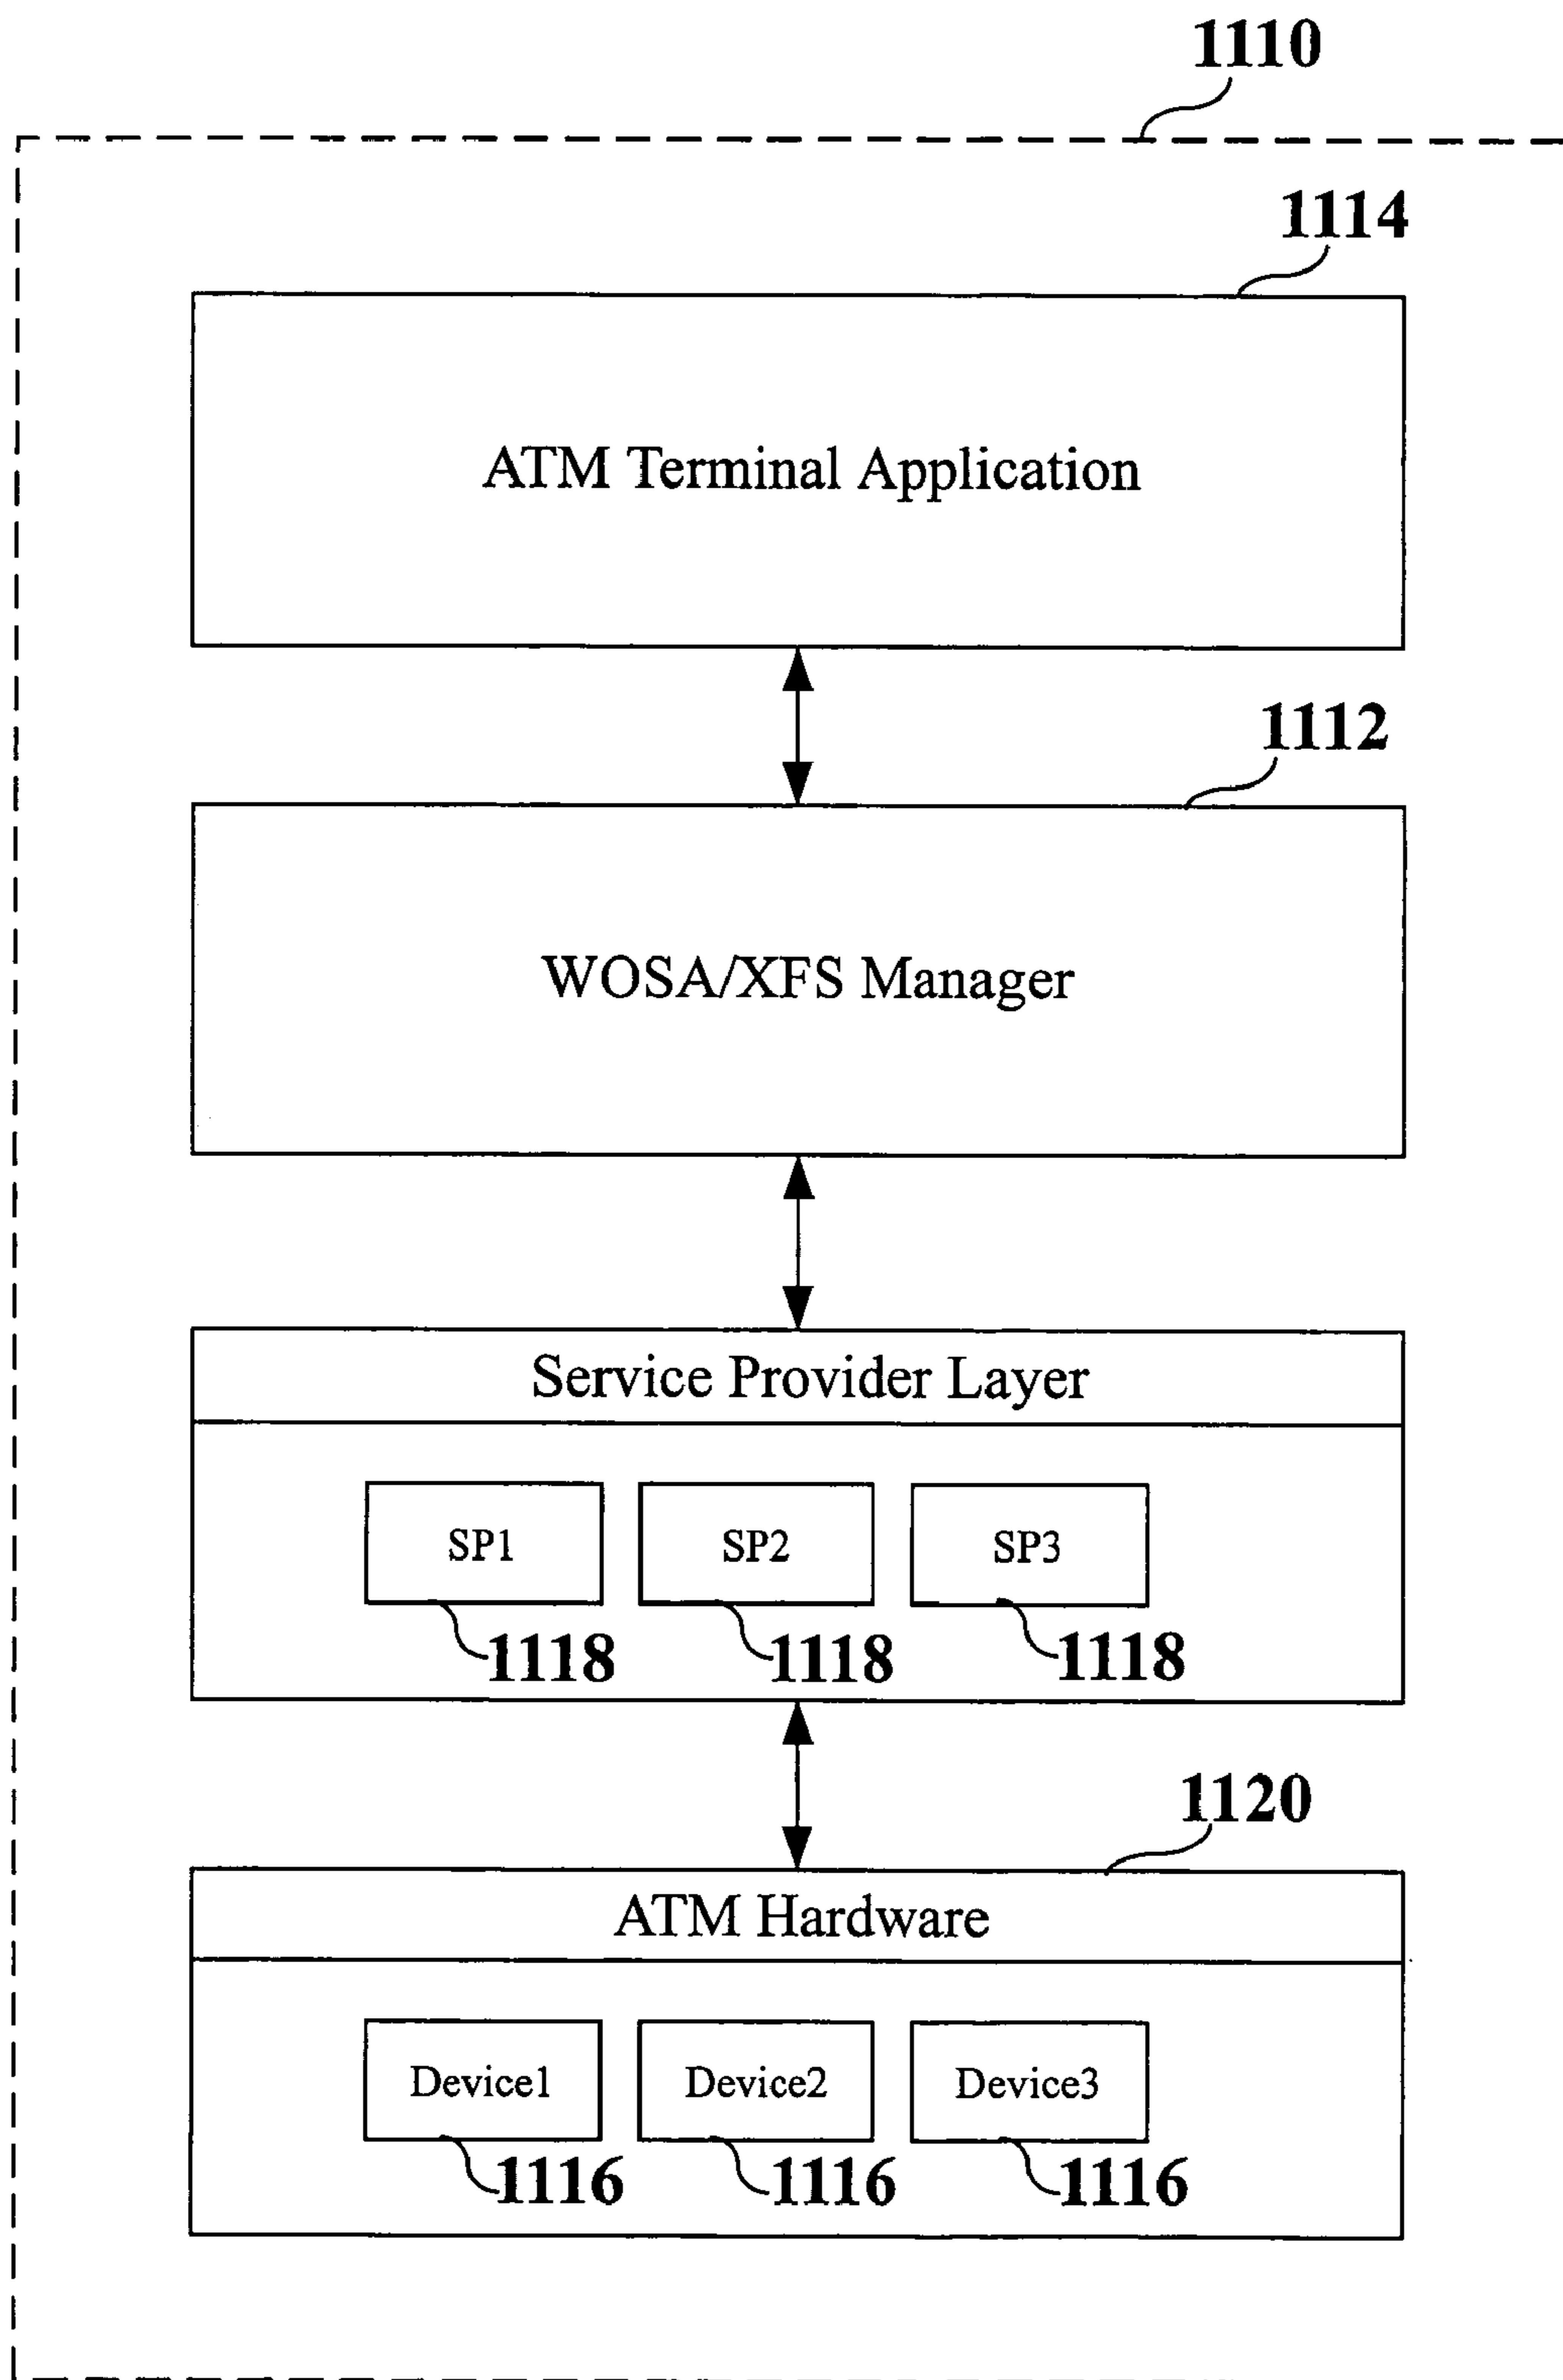 1110
1114
ATM Terminal Application
1112
WOSA/XFS Manager
Service Provider Layer
SP1 SP2 SP3
1118 1118 1118
1120
ATM Hardware
Device1 Device2 Device3
1116 1116 1116